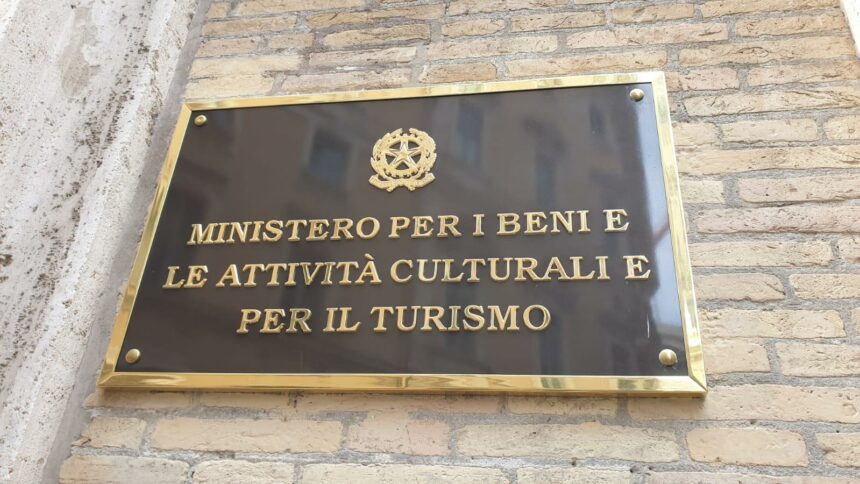 MINISTERO PER I BENI E
LE ATTIVITÀ CULTURALI E
PER IL TURISMO